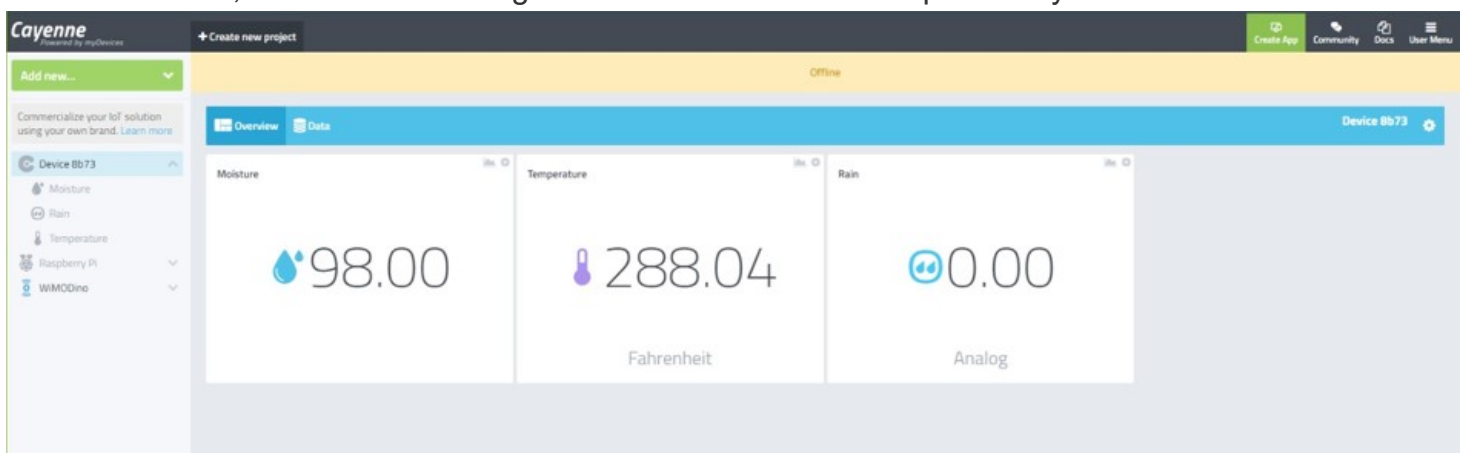 Cayenne
Powered by myDevices
+ Create new project
Create App
Community
Docs
User Menu
Add new...
Offline
Commercialize your IoT solution
using your own brand. Learn more
Overview
Data
Device 8b73
Device 8b73
Moisture
Rain
Temperature
Raspberry Pi
WiMODino
Moisture
98.00
Temperature
288.04
Fahrenheit
Rain
0.00
Analog